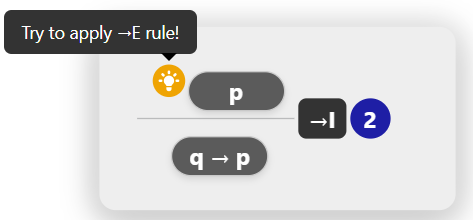 Try to apply →E rule!
p
→I 2
q → p